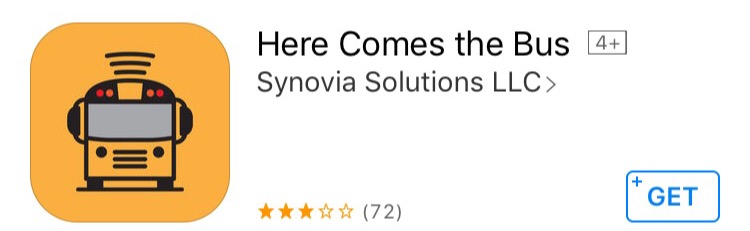 Here Comes the Bus 4+
Synovia Solutions LLC>
(72)
+ GET